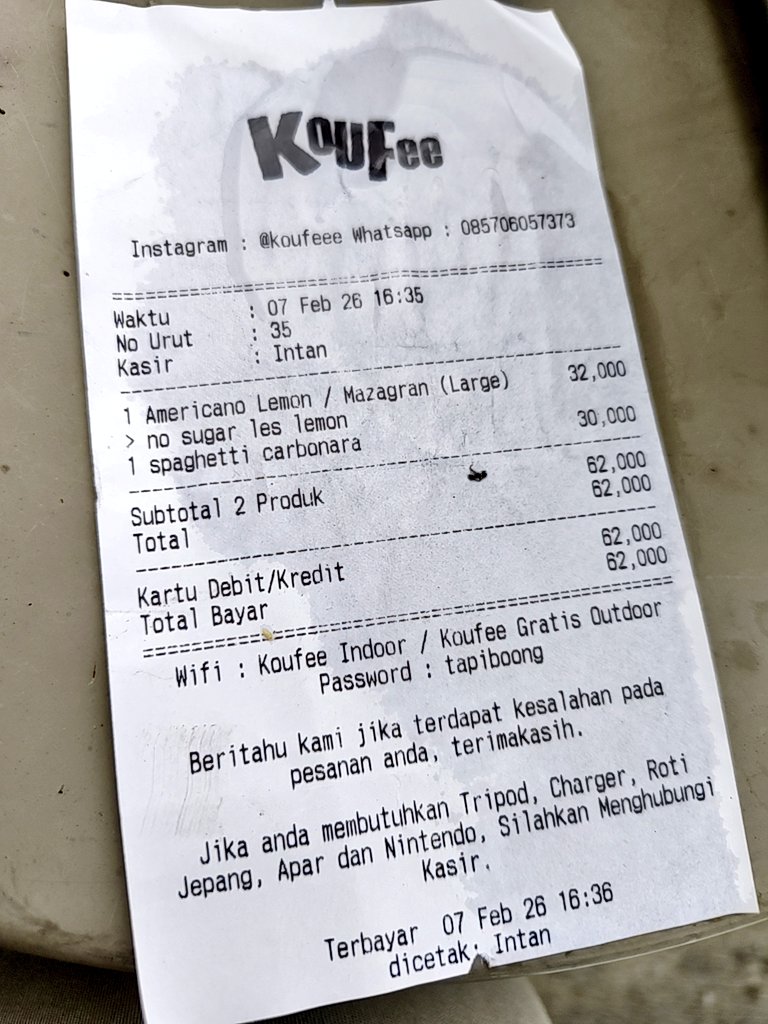 KOUFee
Instagram : @koufeee Whatsapp : 085706057373
================================================
Waktu : 07 Feb 26 16:35
No Urut : 35
Kasir : Intan
------------------------------------------------
1 Americano Lemon / Mazagran (Large) 32,000
> no sugar les lemon
1 spaghetti carbonara 30,000
------------------------------------------------
Subtotal 2 Produk 62,000
Total 62,000
------------------------------------------------
Kartu Debit/Kredit 62,000
Total Bayar 62,000
================================================
Wifi : Koufee Indoor / Koufee Gratis Outdoor
Password : tapiboong
Beritahu kami jika terdapat kesalahan pada
pesanan anda, terimakasih.
Jika anda membutuhkan Tripod, Charger, Roti
Jepang, Apar dan Nintendo, Silahkan Menghubungi
Kasir.
Terbayar 07 Feb 26 16:36
dicetak: Intan